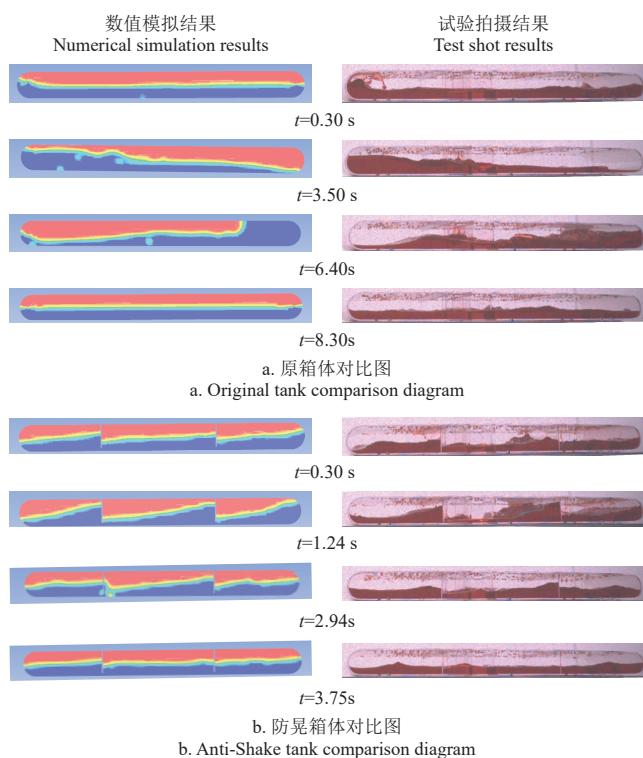 数值模拟结果
Numerical simulation results
试验拍摄结果
Test shot results
t=0.30 s
t=3.50 s
t=6.40s
t=8.30s
a. 原箱体对比图
a. Original tank comparison diagram
t=0.30 s
t=1.24 s
t=2.94s
t=3.75s
b. 防晃箱体对比图
b. Anti-Shake tank comparison diagram